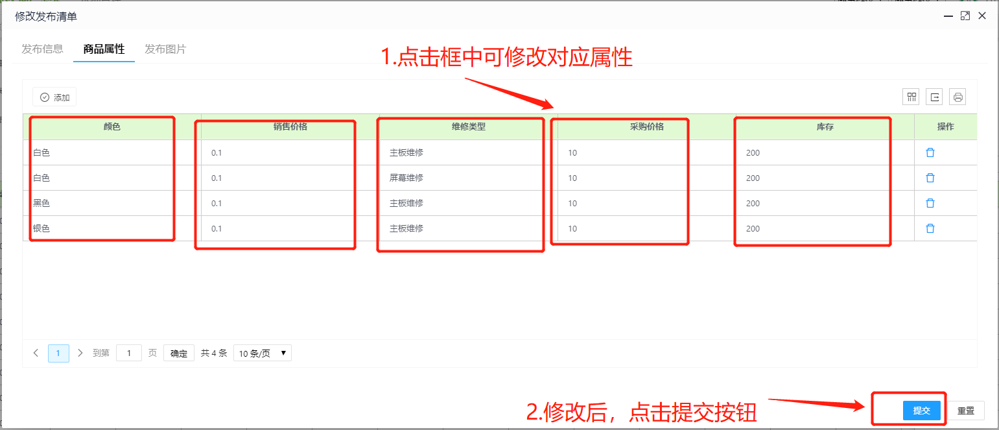 修改发布清单
发布信息 商品属性 发布图片
1.点击框中可修改对应属性
添加
颜色 销售价格 维修类型 采购价格 库存 操作
白色 0.1 主板维修 10 200
白色 0.1 屏幕维修 10 200
黑色 0.1 主板维修 10 200
银色 0.1 主板维修 10 200
1 到第 1 页 确定 共 4 条 10 条/页
2.修改后，点击提交按钮
提交 重置